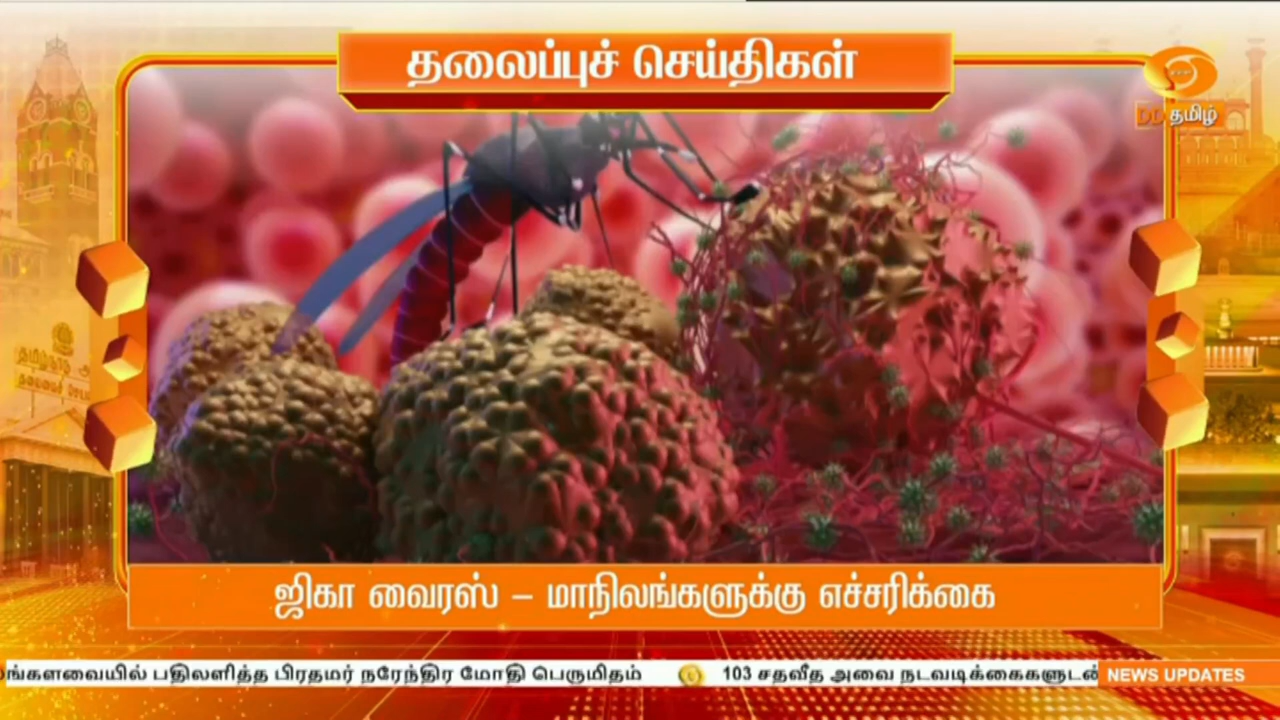 தலைப்புச் செய்திகள்
DD தமிழ்
ஜிகா வைரஸ் – மாநிலங்களுக்கு எச்சரிக்கை
பதிலளித்த பிரதமர் நரேந்திர மோதி பெருமிதம் 103 சதவீத அவை நடவடிக்கைகளுடன் NEWS UPDATES